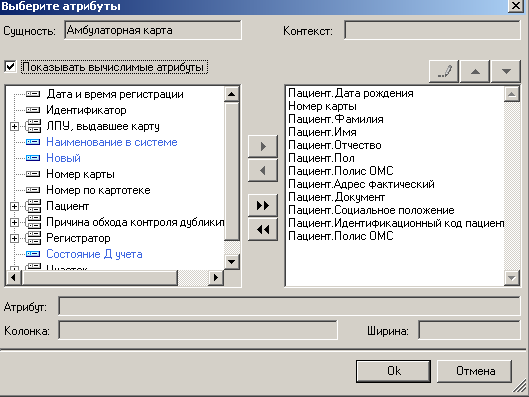 Выберите атрибуты
Сущность: Амбулаторная карта
Контекст:
Показывать вычислимые атрибуты
Дата и время регистрации
Идентификатор
ЛПУ, выдавшее карту
Наименование в системе
Новый
Номер карты
Номер по картотеке
Пациент
Причина обхода контроля дублики
Регистратор
Состояние Д учета
Участок
Пациент.Дата рождения
Номер карты
Пациент.Фамилия
Пациент.Имя
Пациент.Отчество
Пациент.Пол
Пациент.Полис ОМС
Пациент.Адрес фактический
Пациент.Документ
Пациент.Социальное положение
Пациент.Идентификационный код пациент
Пациент.Полис ОМС
Атрибут:
Колонка:
Ширина:
Ok
Отмена